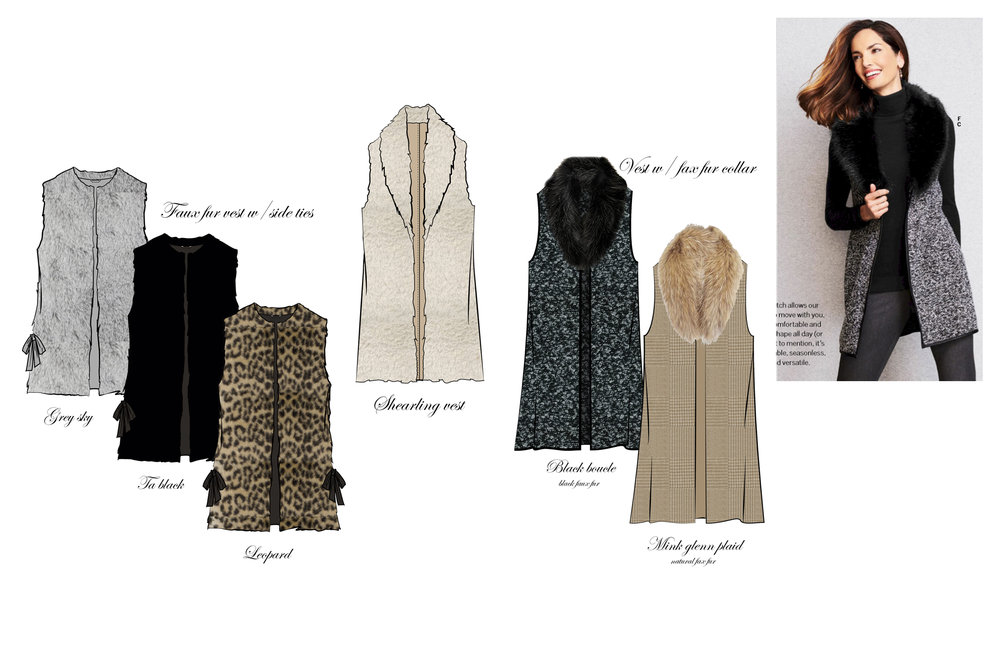 Faux fur vest w / side ties
Grey sky
Ta black
Leopard
Shearling vest
Vest w / fax fur collar
Black boucle
black faux fur
Mink glenn plaid
natural fax fur
F
C
tch allows our
o move with you,
omfortable and
hape all day (or
t to mention, it's
ble, seasonless,
d versatile.